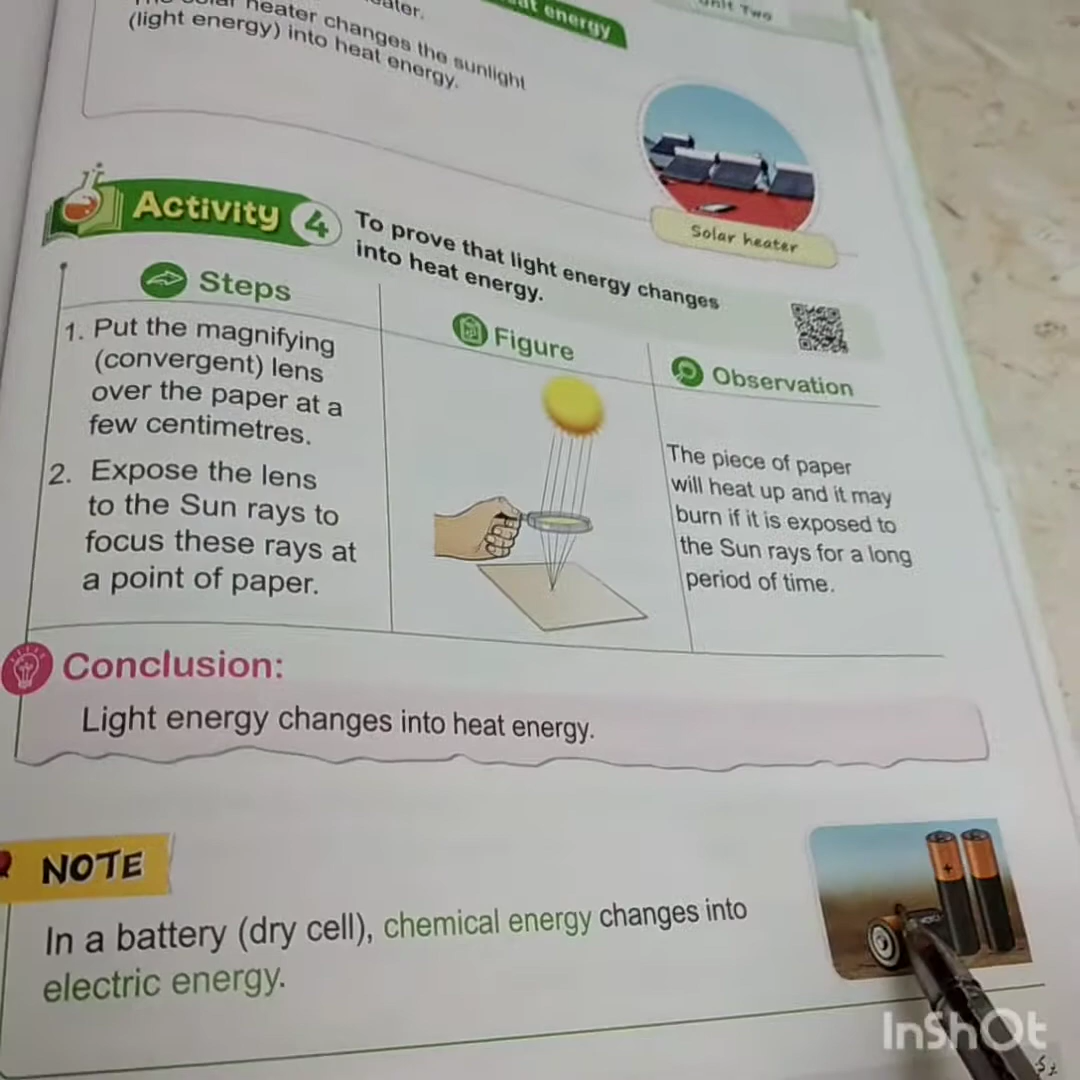 Unit Two
energy
heater changes the sunlight
(light energy) into heat energy.
Solar heater
Activity 4
To prove that light energy changes
into heat energy.
Steps
1. Put the magnifying
(convergent) lens
over the paper at a
few centimetres.
2. Expose the lens
to the Sun rays to
focus these rays at
a point of paper.
Figure
Observation
The piece of paper
will heat up and it may
burn if it is exposed to
the Sun rays for a long
period of time.
Conclusion:
Light energy changes into heat energy.
NOTE
In a battery (dry cell), chemical energy changes into
electric energy.
InShOt